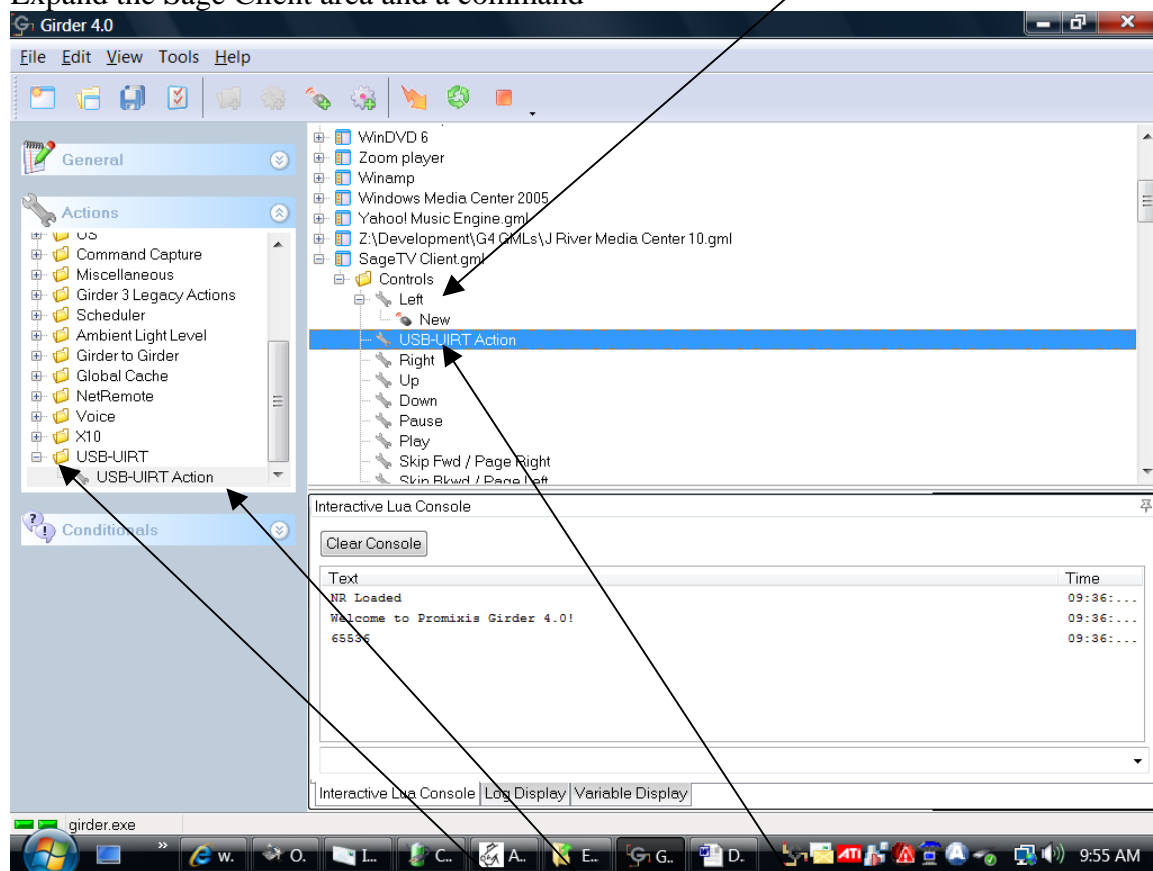 Expand the Sage Client area and a command
Girder 4.0
File Edit View Tools Help
General
Actions
OS
Command Capture
Miscellaneous
Girder 3 Legacy Actions
Scheduler
Ambient Light Level
Girder to Girder
Global Cache
NetRemote
Voice
X10
USB-UIRT
USB-UIRT Action
Conditionals
WinDVD 6
Zoom player
Winamp
Windows Media Center 2005
Yahoo! Music Engine.gml
Z:\Development\G4 GMLs\J River Media Center 10.gml
SageTV Client.gml
Controls
Left
New
USB-UIRT Action
Right
Up
Down
Pause
Play
Skip Fwd / Page Right
Skip Bkwd / Page Left
Interactive Lua Console
Clear Console
Text Time
NR Loaded 09:36:...
Welcome to Promixis Girder 4.0! 09:36:...
65536 09:36:...
Interactive Lua Console Log Display Variable Display
girder.exe
» w. O. I... C.. A.. E... G.. D. ATI 9:55 AM